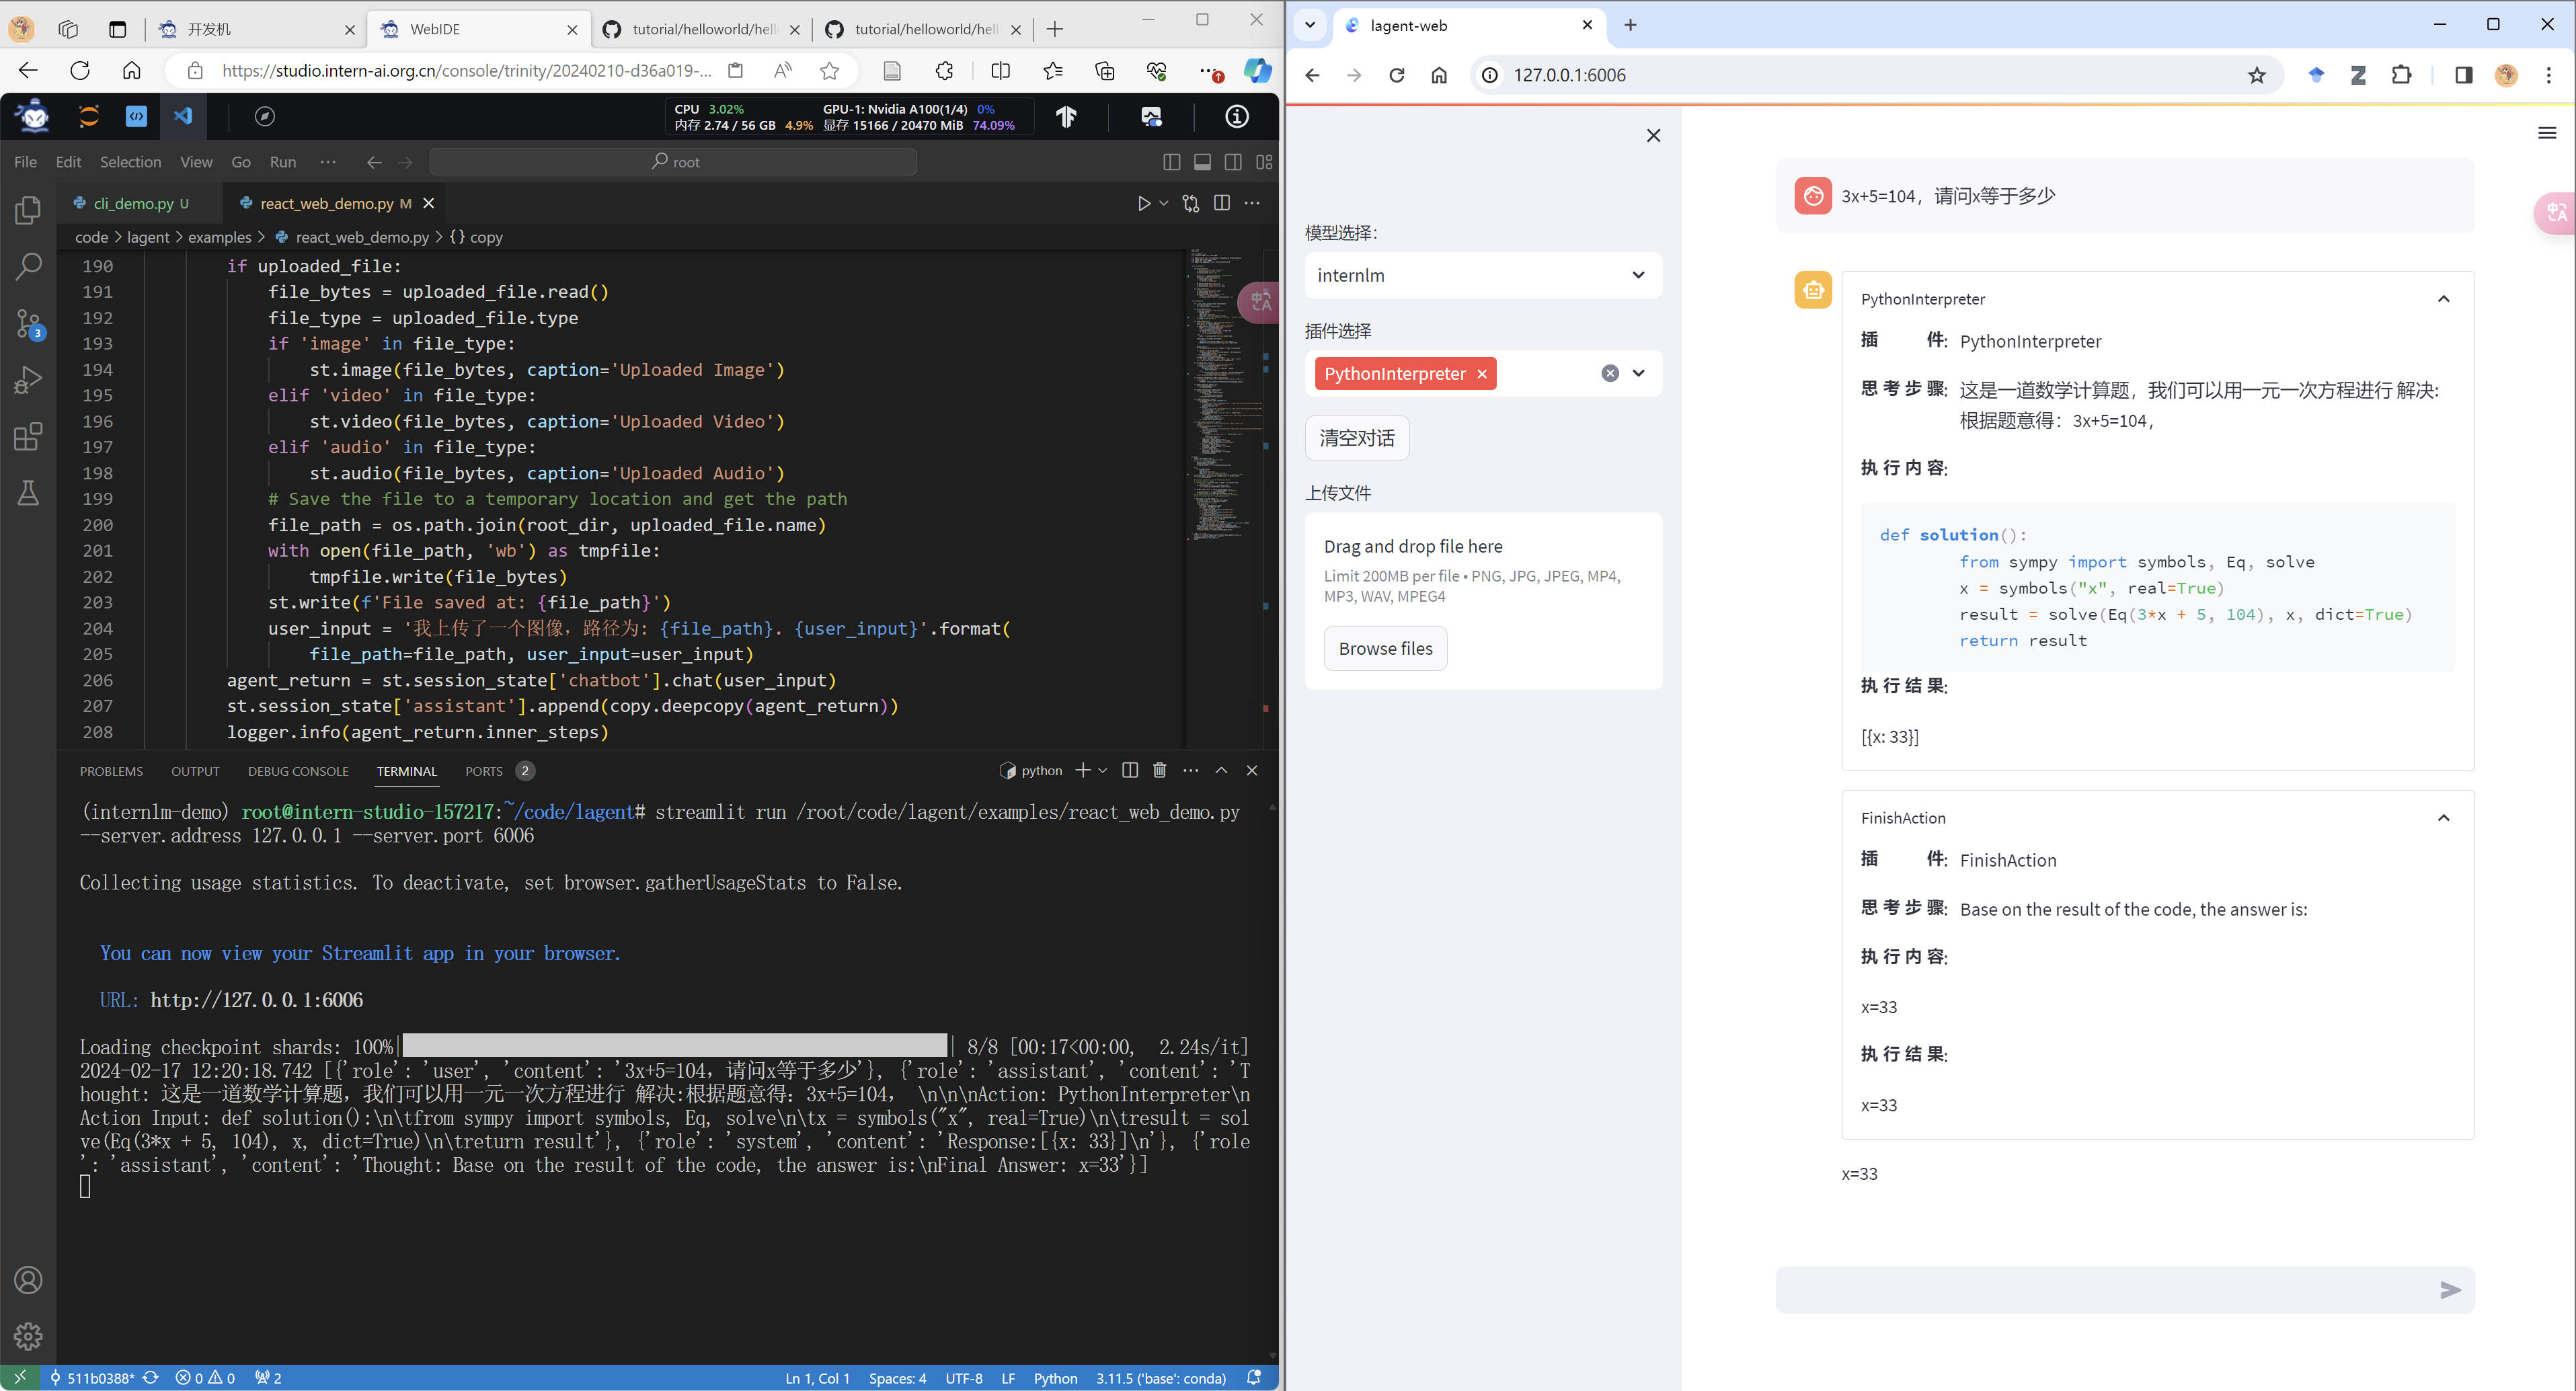 开发机
WebIDE
tutorial/helloworld/hell
tutorial/helloworld/hell
https://studio.intern-ai.org.cn/console/trinity/20240210-d36a019-...
CPU 3.02% GPU-1: Nvidia A100(1/4) 0%
内存 2.74 / 56 GB 4.9% 显存 15166 / 20470 MiB 74.09%
File Edit Selection View Go Run ··· root
cli_demo.py U react_web_demo.py M
code > lagent > examples > react_web_demo.py > {} copy
190 if uploaded_file:
191 file_bytes = uploaded_file.read()
192 file_type = uploaded_file.type
193 if 'image' in file_type:
194 st.image(file_bytes, caption='Uploaded Image')
195 elif 'video' in file_type:
196 st.video(file_bytes, caption='Uploaded Video')
197 elif 'audio' in file_type:
198 st.audio(file_bytes, caption='Uploaded Audio')
199 # Save the file to a temporary location and get the path
200 file_path = os.path.join(root_dir, uploaded_file.name)
201 with open(file_path, 'wb') as tmpfile:
202 tmpfile.write(file_bytes)
203 st.write(f'File saved at: {file_path}')
204 user_input = '我上传了一个图像，路径为: {file_path}. {user_input}'.format(
205 file_path=file_path, user_input=user_input)
206 agent_return = st.session_state['chatbot'].chat(user_input)
207 st.session_state['assistant'].append(copy.deepcopy(agent_return))
208 logger.info(agent_return.inner_steps)
3
PROBLEMS OUTPUT DEBUG CONSOLE TERMINAL PORTS 2 python
(internlm-demo) root@intern-studio-157217:~/code/lagent# streamlit run /root/code/lagent/examples/react_web_demo.py
--server.address 127.0.0.1 --server.port 6006
Collecting usage statistics. To deactivate, set browser.gatherUsageStats to False.
You can now view your Streamlit app in your browser.
URL: http://127.0.0.1:6006
Loading checkpoint shards: 100%| | 8/8 [00:17<00:00, 2.24s/it]
2024-02-17 12:20:18.742 [{'role': 'user', 'content': '3x+5=104，请问x等于多少'}, {'role': 'assistant', 'content': 'T
hought: 这是一道数学计算题，我们可以用一元一次方程进行 解决:根据题意得：3x+5=104， \n\n\nAction: PythonInterpreter\n
Action Input: def solution():\n\tfrom sympy import symbols, Eq, solve\n\tx = symbols("x", real=True)\n\tresult = sol
ve(Eq(3*x + 5, 104), x, dict=True)\n\treturn result'}, {'role': 'system', 'content': 'Response:[{x: 33}]\n'}, {'role
': 'assistant', 'content': 'Thought: Base on the result of the code, the answer is:\nFinal Answer: x=33'}]
511b0388* 0 0 2 Ln 1, Col 1 Spaces: 4 UTF-8 LF Python 3.11.5 ('base': conda)
lagent-web
127.0.0.1:6006
模型选择：
internlm
插件选择
PythonInterpreter
清空对话
上传文件
Drag and drop file here
Limit 200MB per file • PNG, JPG, JPEG, MP4,
MP3, WAV, MPEG4
Browse files
3x+5=104，请问x等于多少
PythonInterpreter
插 件: PythonInterpreter
思 考 步 骤: 这是一道数学计算题，我们可以用一元一次方程进行 解决:
根据题意得：3x+5=104，
执 行 内 容:
def solution():
from sympy import symbols, Eq, solve
x = symbols("x", real=True)
result = solve(Eq(3*x + 5, 104), x, dict=True)
return result
执 行 结 果:
[{x: 33}]
FinishAction
插 件: FinishAction
思 考 步 骤: Base on the result of the code, the answer is:
执 行 内 容:
x=33
执 行 结 果:
x=33
x=33